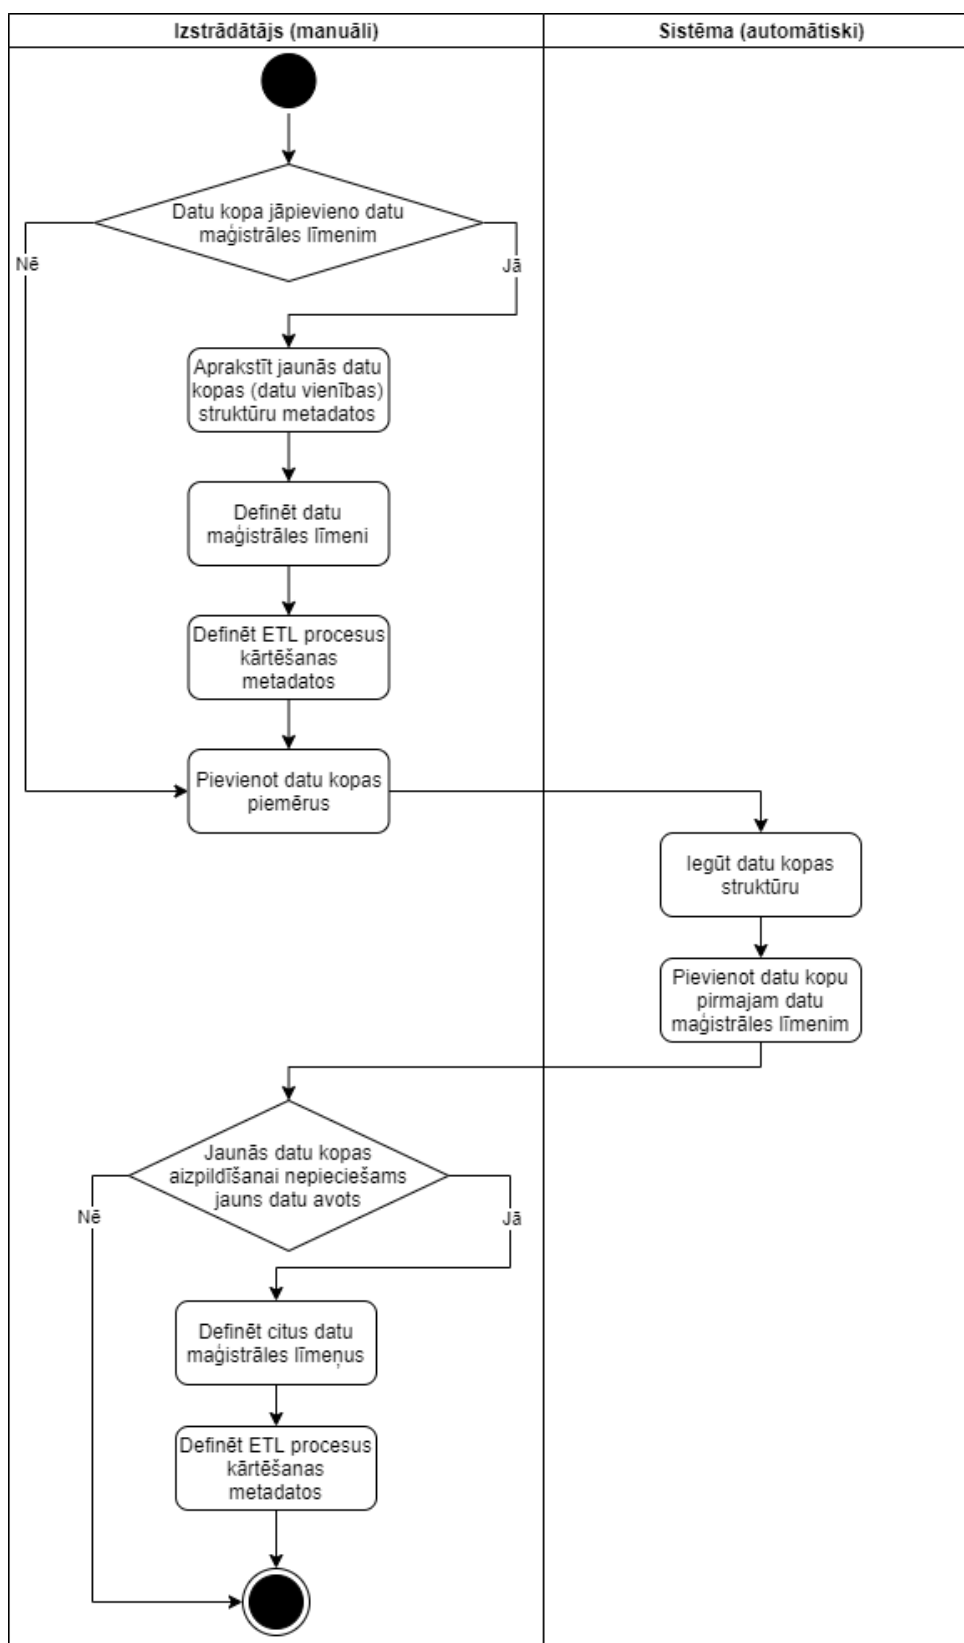 Izstrādātājs (manuāli)
Sistēma (automātiski)
Datu kopa jāpievieno datu
maģistrāles līmenim
Nē
Jā
Aprakstīt jaunās datu
kopas (datu vienības)
struktūru metadatos
Definēt datu
maģistrāles līmeni
Definēt ETL procesus
kārtēšanas
metadatos
Pievienot datu kopas
piemērus
Iegūt datu kopas
struktūru
Pievienot datu kopu
pirmajam datu
maģistrāles līmenim
Jaunās datu kopas
aizpildīšanai nepieciešams
jauns datu avots
Nē
Jā
Definēt citus datu
maģistrāles līmeņus
Definēt ETL procesus
kārtēšanas
metadatos